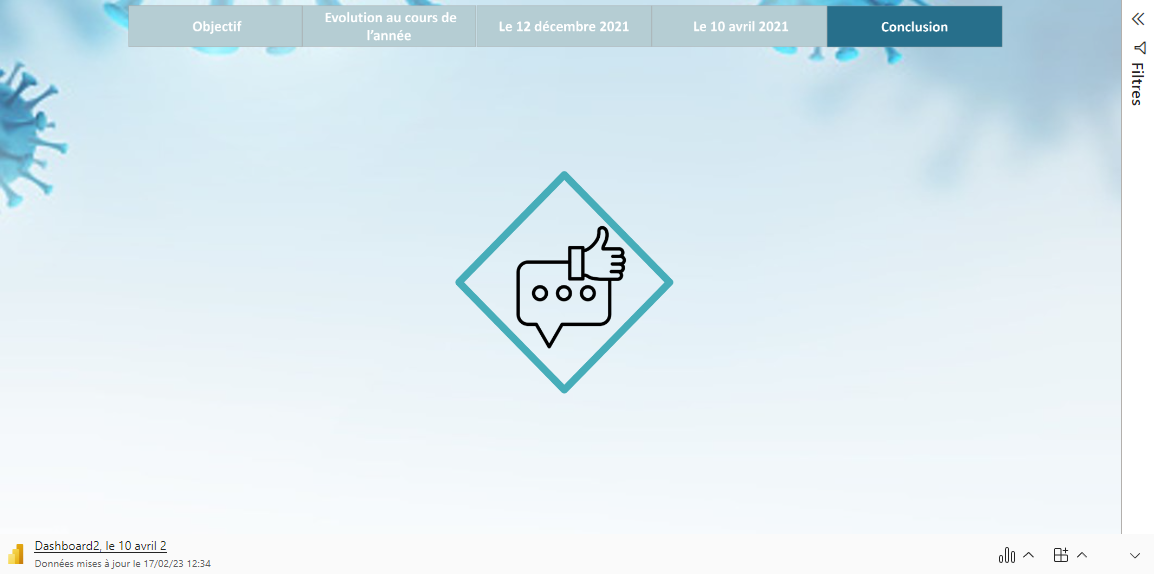 Objectif
Evolution au cours de
l'année
Le 12 décembre 2021
Le 10 avril 2021
Conclusion
Filtres
Dashboard2, le 10 avril 2
Données mises à jour le 17/02/23 12:34